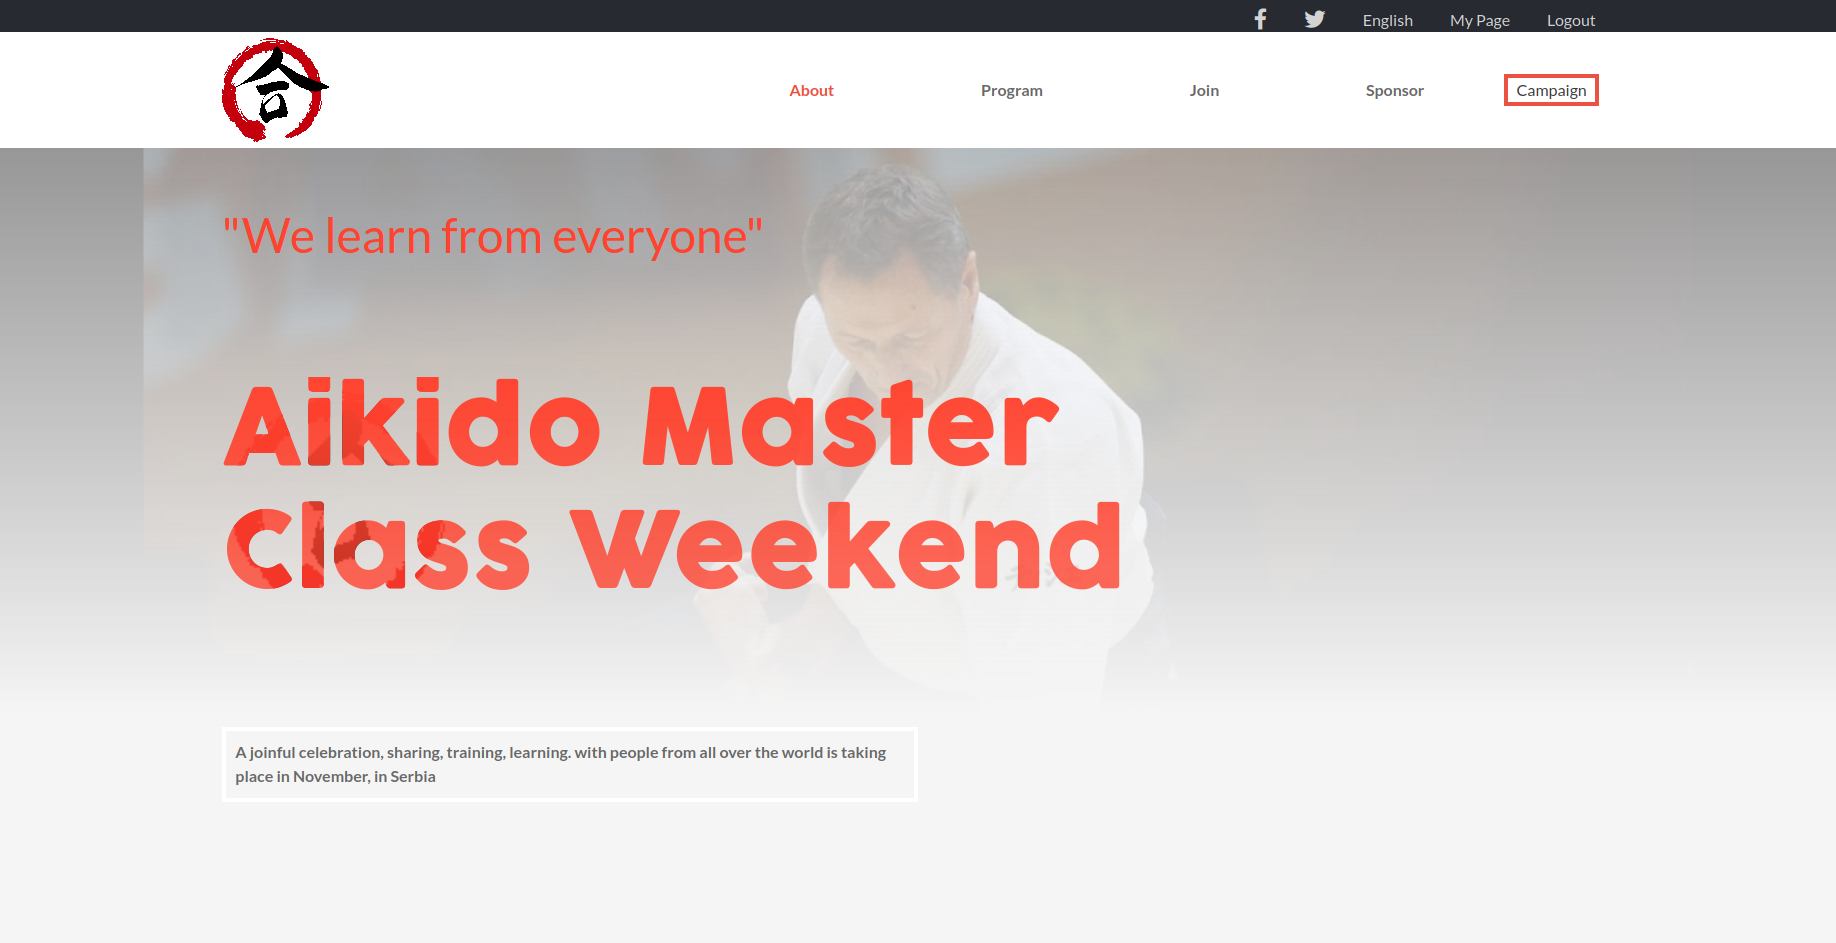 English My Page Logout
合
About Program Join Sponsor Campaign
"We learn from everyone"
Aikido Master
Class Weekend
A joinful celebration, sharing, training, learning. with people from all over the world is taking
place in November, in Serbia